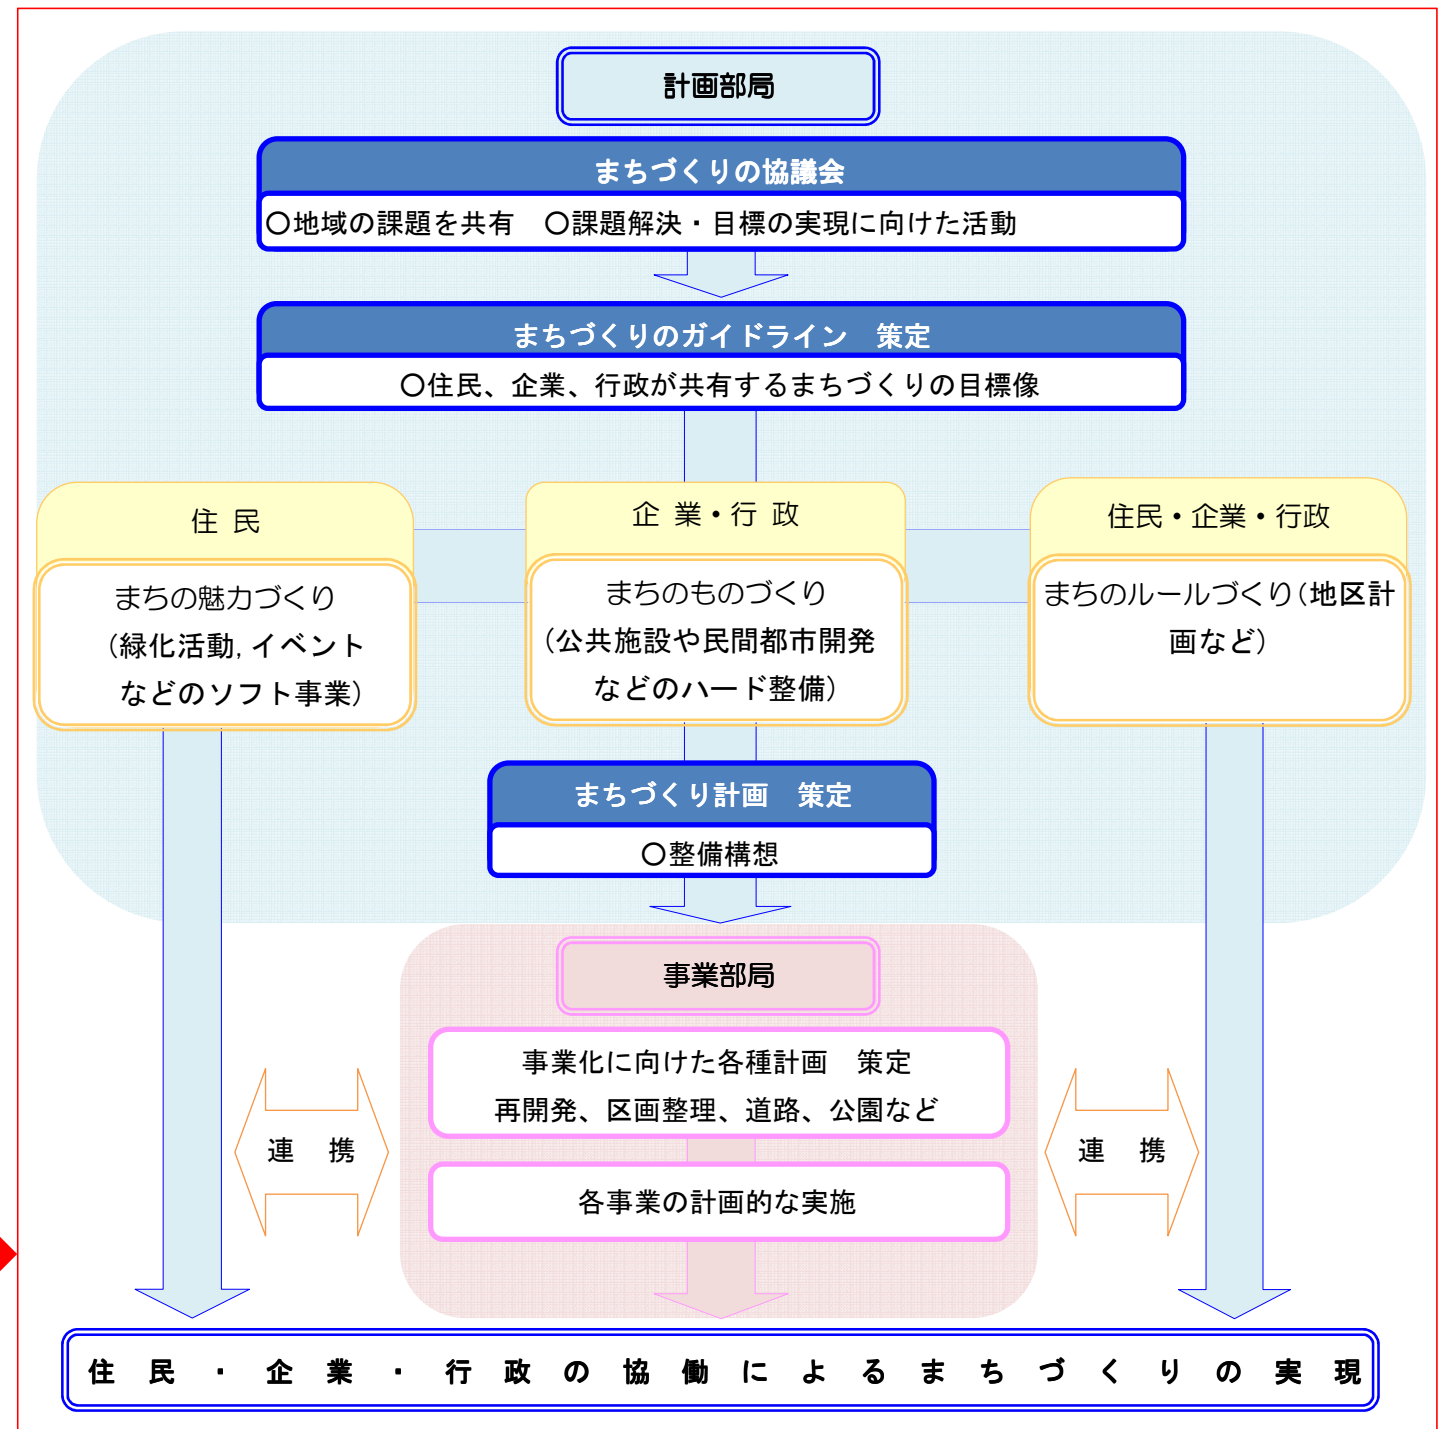 計画部局
まちづくりの協議会
○地域の課題を共有　○課題解決・目標の実現に向けた活動
まちづくりのガイドライン　策定
○住民、企業、行政が共有するまちづくりの目標像
住 民
まちの魅力づくり
(緑化活動,イベント
などのソフト事業)
企 業・行 政
まちのものづくり
(公共施設や民間都市開発
などのハード整備)
住民・企業・行政
まちのルールづくり(地区計
画など)
まちづくり計画　策定
○整備構想
事業部局
事業化に向けた各種計画　策定
再開発、区画整理、道路、公園など
連　携
連　携
各事業の計画的な実施
住民・企業・行政の協働によるまちづくりの実現